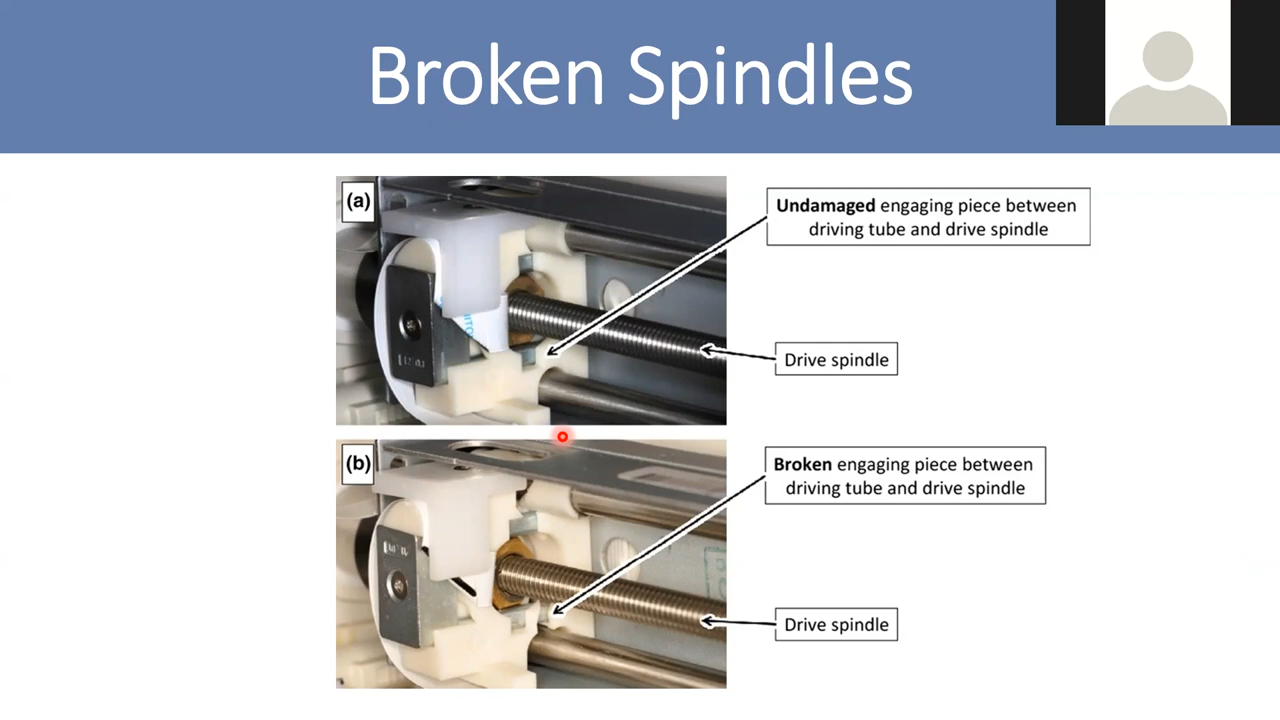 Broken Spindles
(a)
Undamaged engaging piece between
driving tube and drive spindle
Drive spindle
(b)
Broken engaging piece between
driving tube and drive spindle
Drive spindle